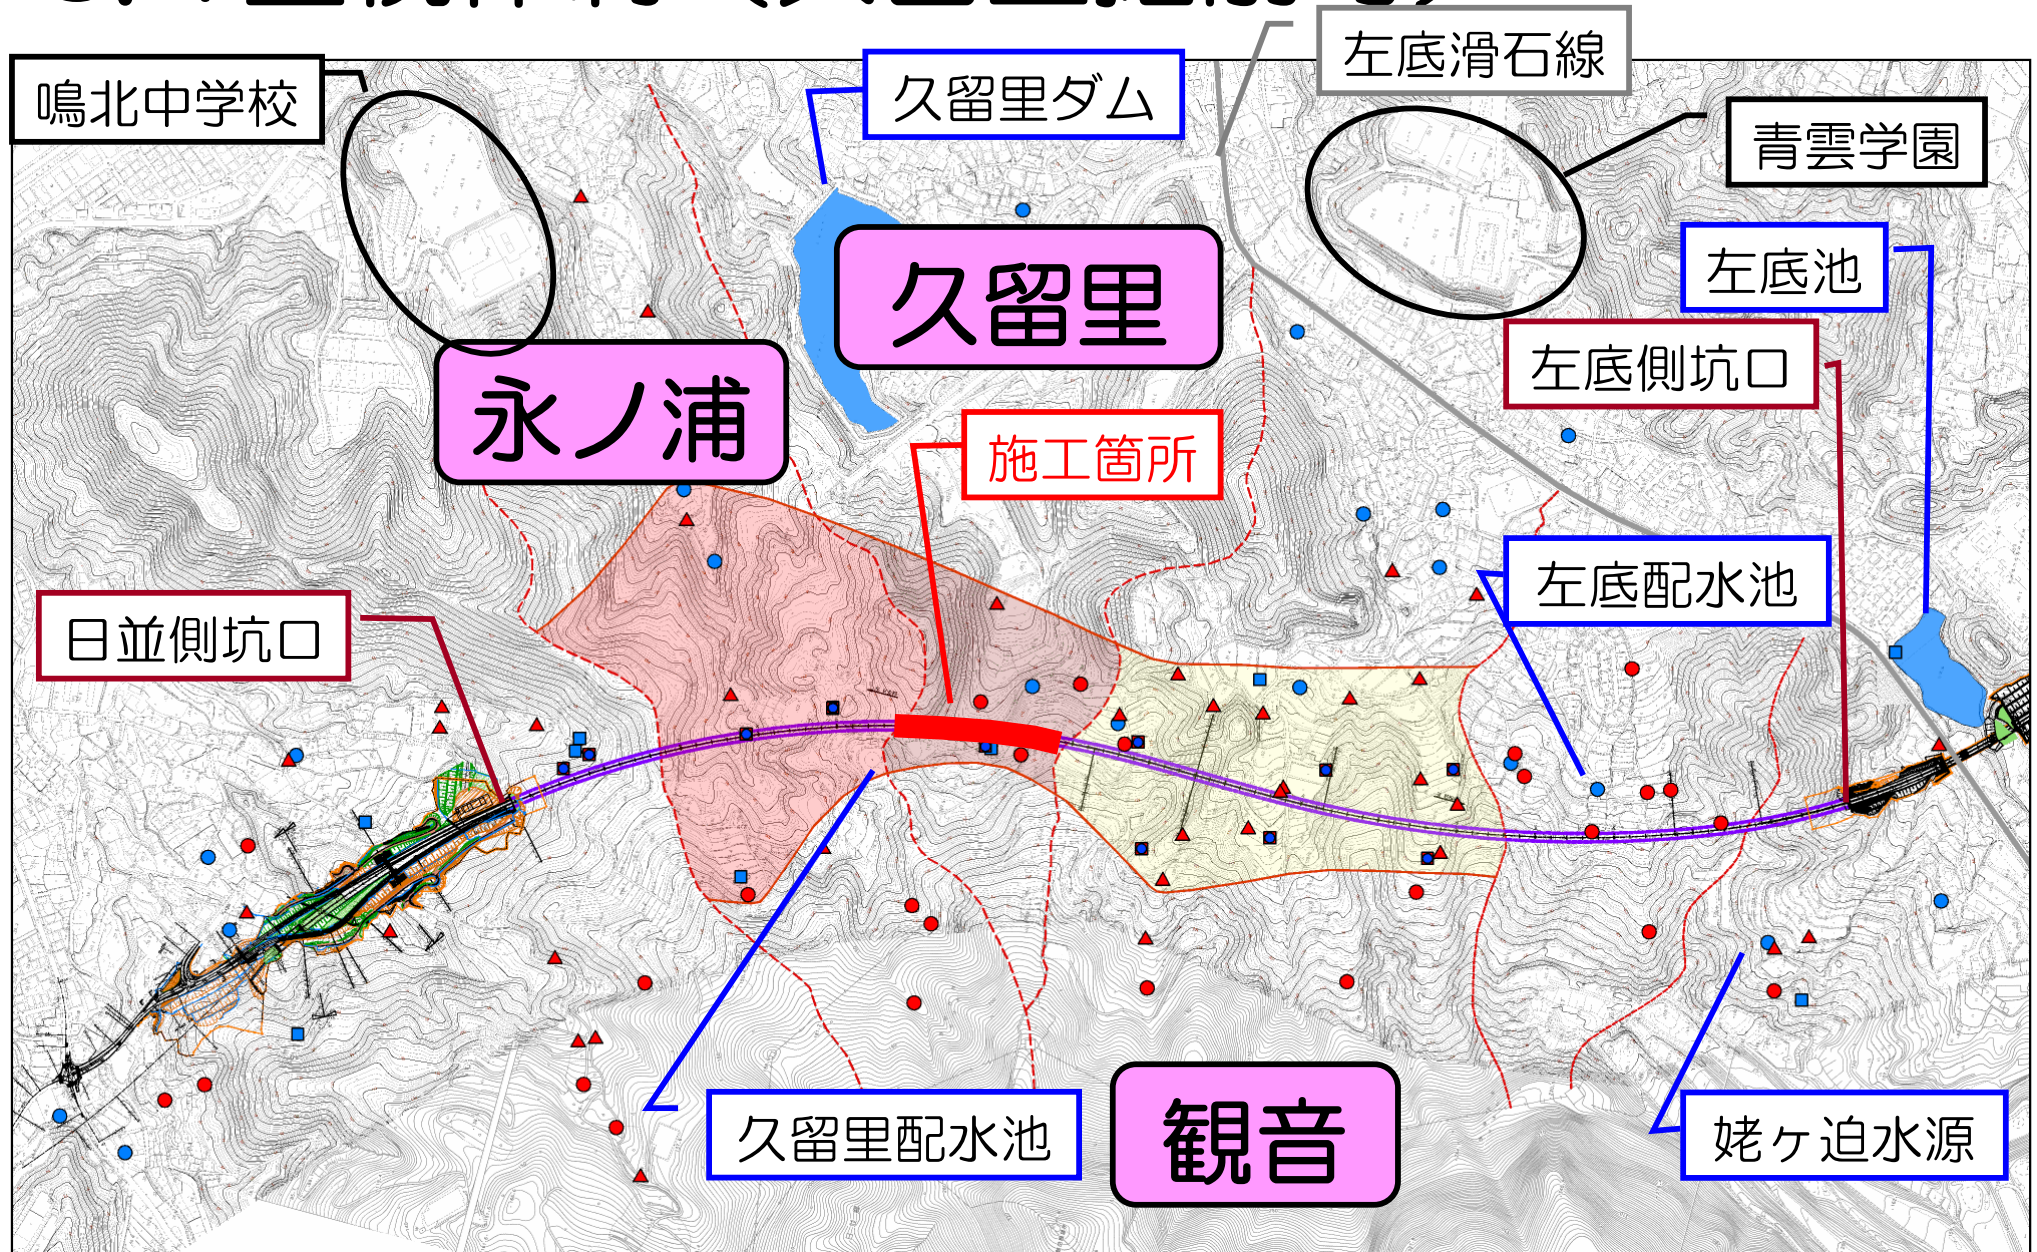 左底滑石線
鳴北中学校
久留里ダム
青雲学園
左底池
久留里
左底側坑口
永ノ浦
施工箇所
左底配水池
日並側坑口
久留里配水池
観音
姥ヶ迫水源